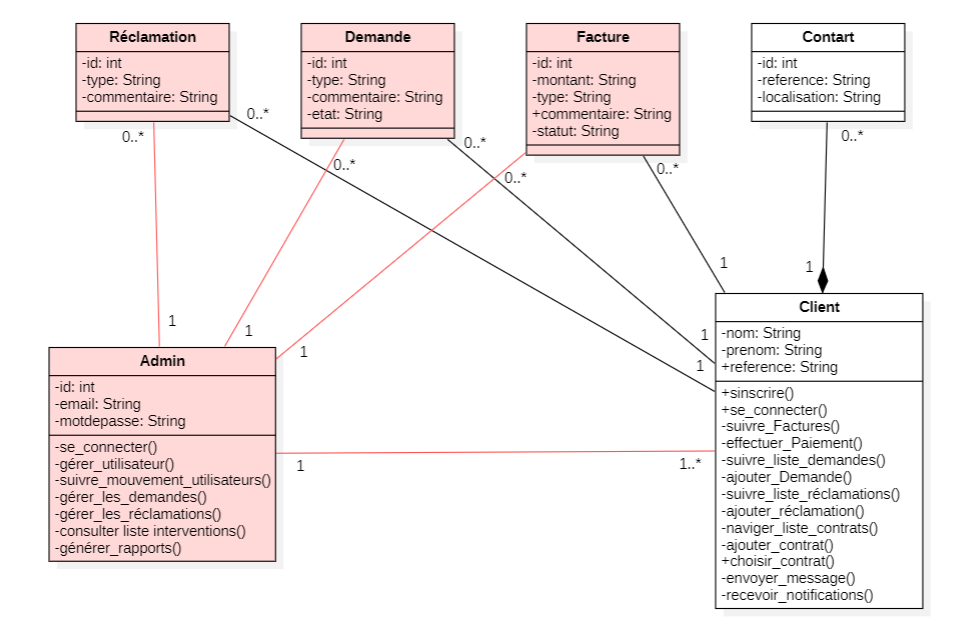 Réclamation
-id: int
-type: String
-commentaire: String
Demande
-id: int
-type: String
-commentaire: String
-etat: String
Facture
-id: int
-montant: String
-type: String
+commentaire: String
-statut: String
Contart
-id: int
-reference: String
-localisation: String
0..*
0..*
0..*
0..*
0..*
0..*
0..*
1
1
1
1
1
1
1
Admin
-id: int
-email: String
-motdepasse: String
-se_connecter()
-gérer_utilisateur()
-suivre_mouvement_utilisateurs()
-gérer_les_demandes()
-gérer_les_réclamations()
-consulter liste interventions()
-générer_rapports()
1
1..*
Client
-nom: String
-prenom: String
+reference: String
+sinscrire()
+se_connecter()
-suivre_Factures()
-effectuer_Paiement()
-suivre_liste_demandes()
-ajouter_Demande()
-suivre_liste_réclamations()
-ajouter_réclamation()
-naviger_liste_contrats()
-ajouter_contrat()
+choisir_contrat()
-envoyer_message()
-recevoir_notifications()